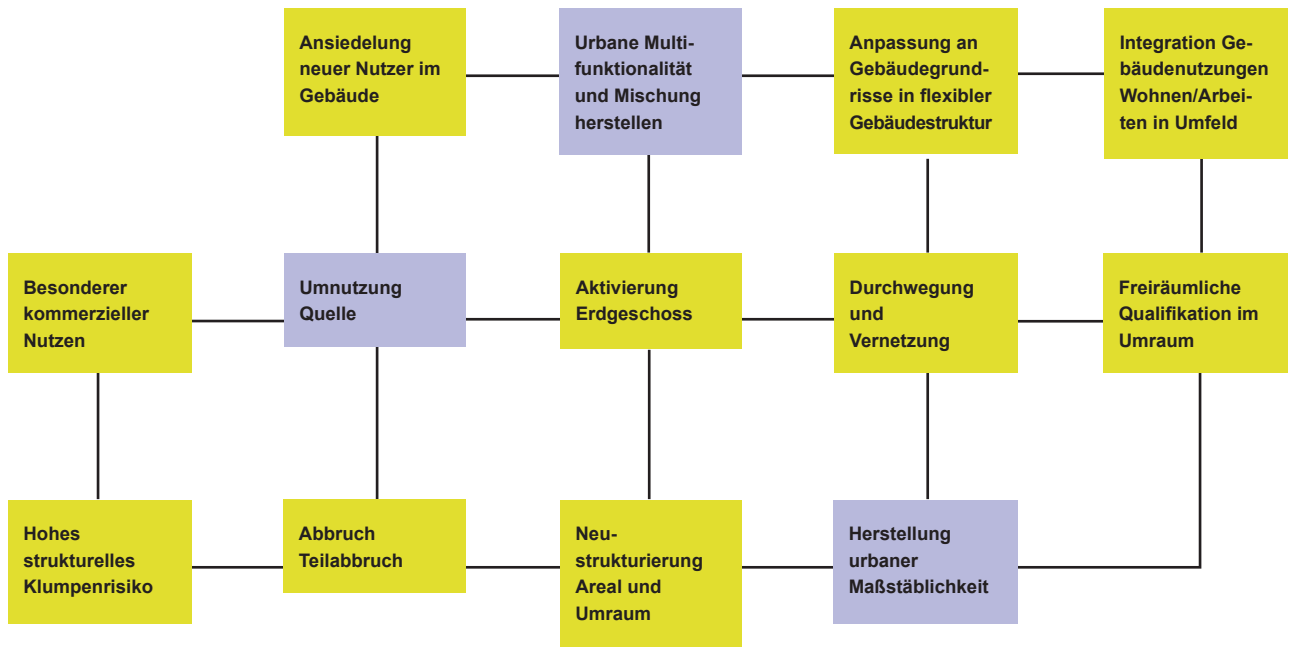 Ansiedelung
neuer Nutzer im
Gebäude
Urbane Multi-
funktionalität
und Mischung
herstellen
Anpassung an
Gebäudegrund-
risse in flexibler
Gebäudestruktur
Integration Ge-
bäudenutzungen
Wohnen/Arbei-
ten in Umfeld
Besonderer
kommerzieller
Nutzen
Umnutzung
Quelle
Aktivierung
Erdgeschoss
Durchwegung
und
Vernetzung
Freiräumliche
Qualifikation im
Umraum
Hohes
strukturelles
Klumpenrisiko
Abbruch
Teilabbruch
Neu-
strukturierung
Areal und
Umraum
Herstellung
urbaner
Maßstäblichkeit